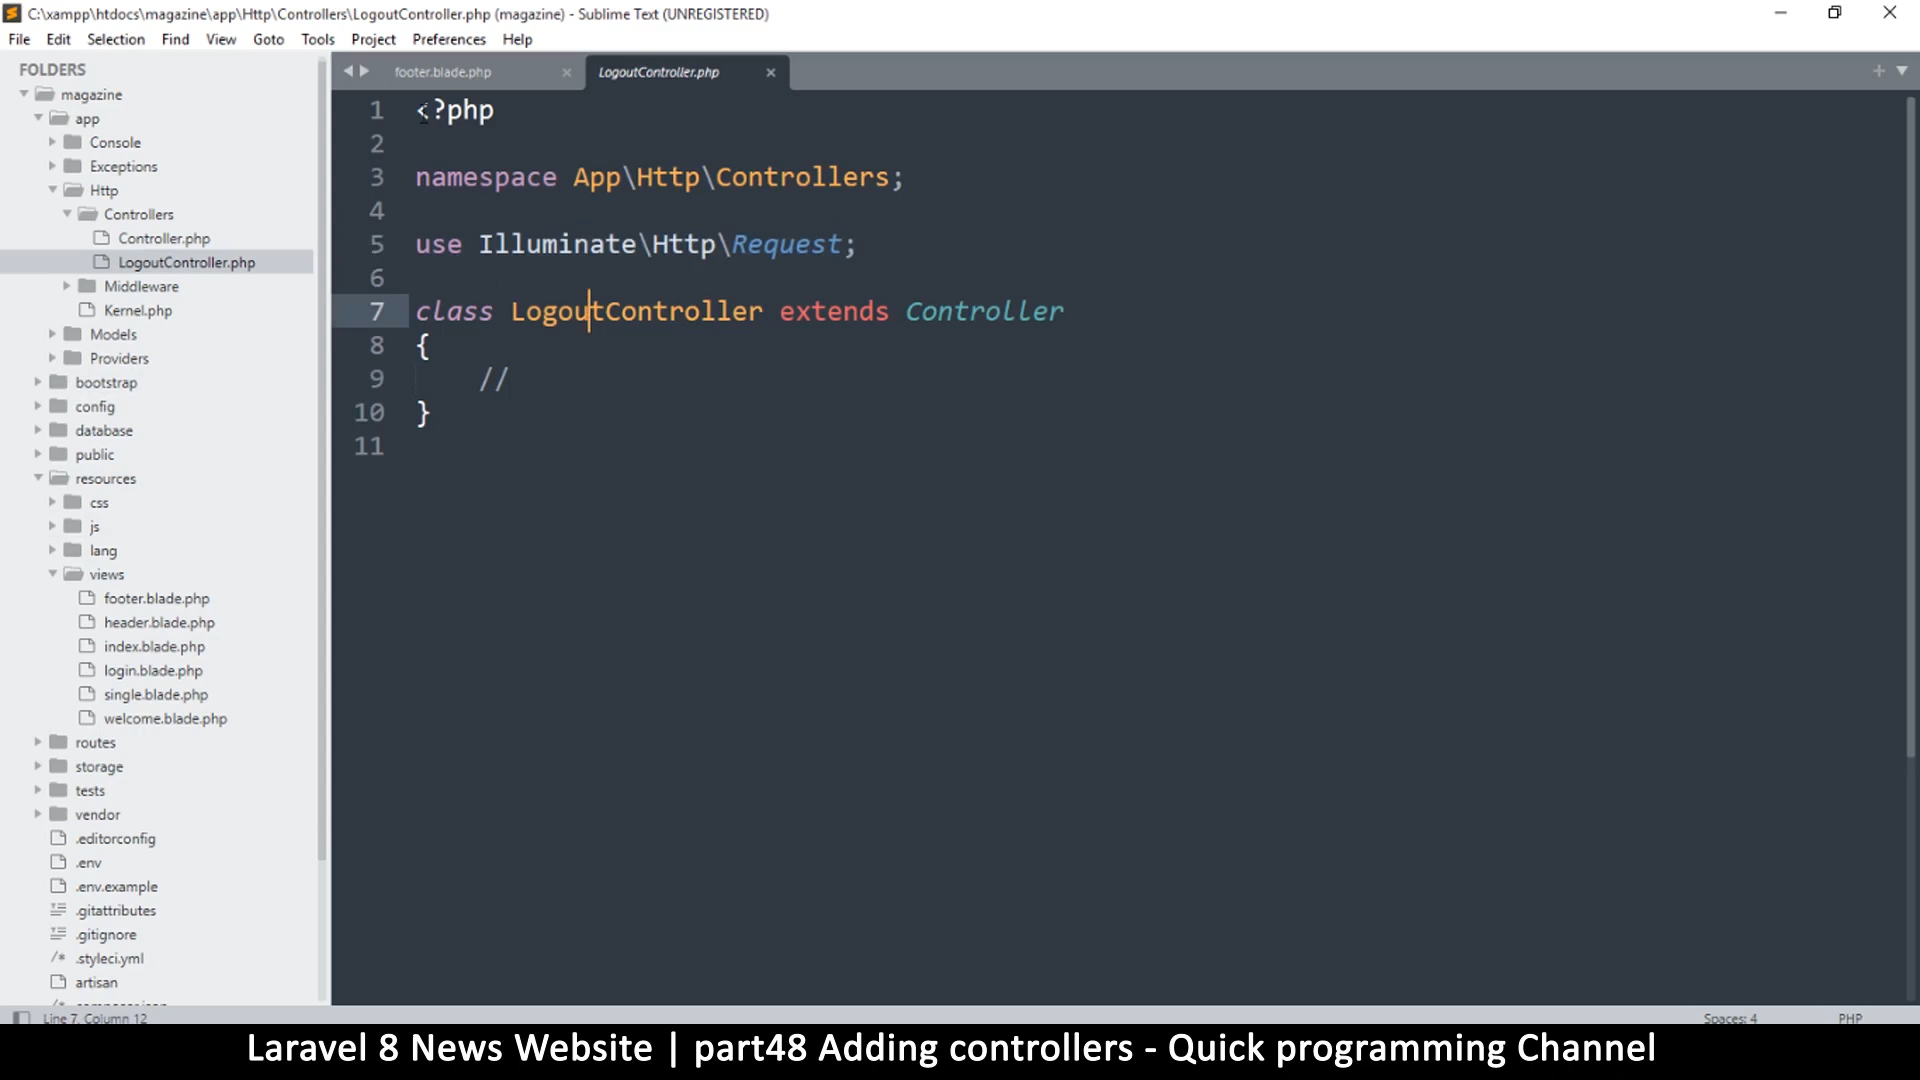 C:\xampp\htdocs\magazine\app\Http\Controllers\LogoutController.php (magazine) - Sublime Text (UNREGISTERED)
File Edit Selection Find View Goto Tools Project Preferences Help
FOLDERS
magazine
app
Console
Exceptions
Http
Controllers
Controller.php
LogoutController.php
Middleware
Kernel.php
Models
Providers
bootstrap
config
database
public
resources
css
js
lang
views
footer.blade.php
header.blade.php
index.blade.php
login.blade.php
single.blade.php
welcome.blade.php
routes
storage
tests
vendor
.editorconfig
.env
.env.example
.gitattributes
.gitignore
.styleci.yml
artisan
footer.blade.php LogoutController.php
1 <?php
2
3 namespace App\Http\Controllers;
4
5 use Illuminate\Http\Request;
6
7 class LogoutController extends Controller
8 {
9 //
10 }
11
Line 7, Column 12 Spaces: 4 PHP
Laravel 8 News Website | part48 Adding controllers - Quick programming Channel